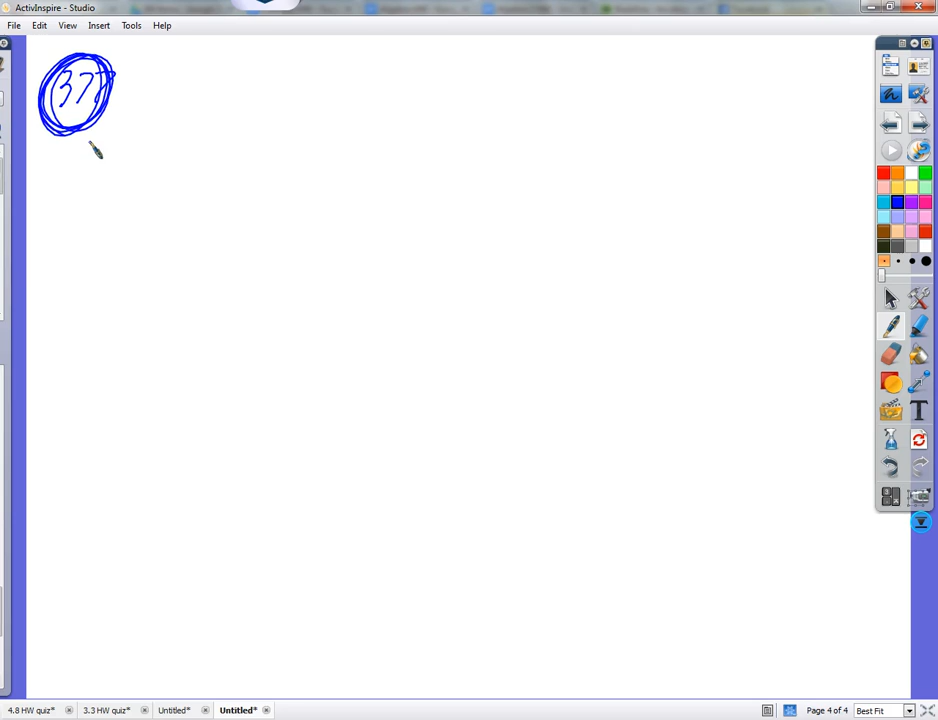 ActivInspire - Studio
File Edit View Insert Tools Help
37
4.8 HW quiz* 3.3 HW quiz* Untitled* Untitled* Page 4 of 4 Best Fit